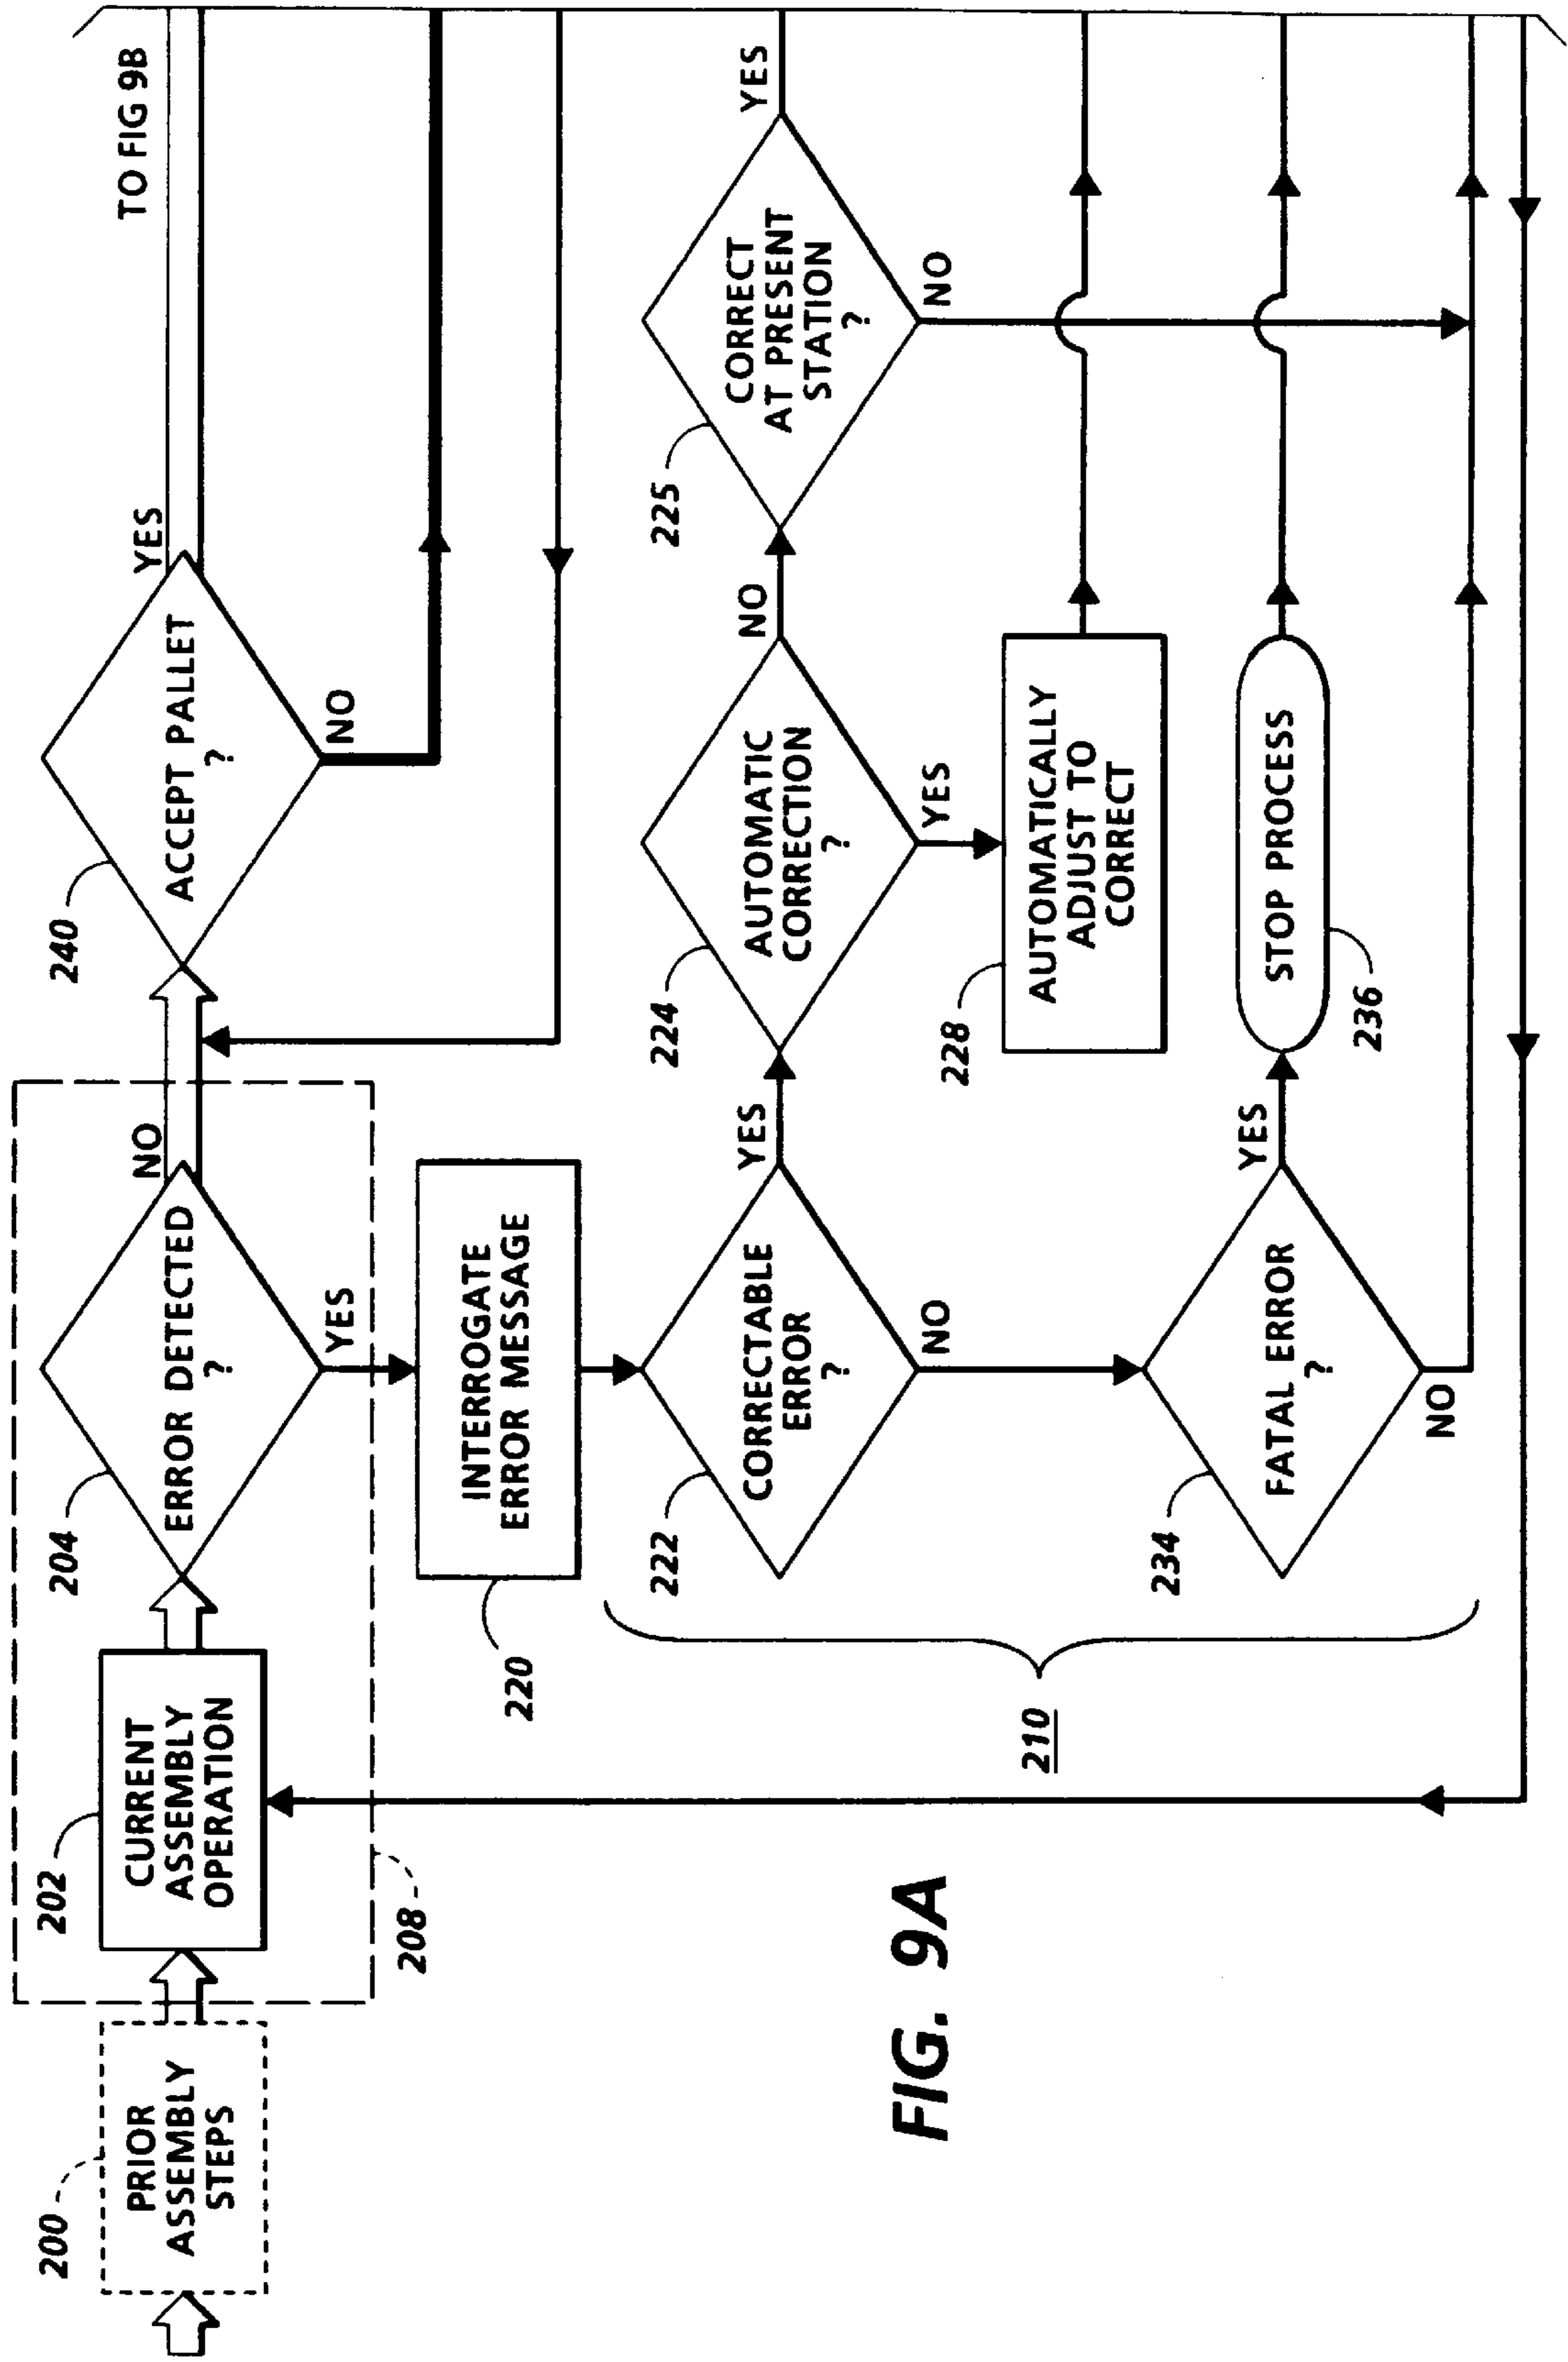 200
PRIOR
ASSEMBLY
STEPS
202
CURRENT
ASSEMBLY
OPERATION
208
204
ERROR DETECTED
?
NO
YES
240
ACCEPT PALLET
?
YES
NO
TO FIG 9B
220
INTERROGATE
ERROR MESSAGE
210
222
CORRECTABLE
ERROR
?
YES
NO
224
AUTOMATIC
CORRECTION
?
NO
YES
225
CORRECT
AT PRESENT
STATION
?
YES
NO
228
AUTOMATICALLY
ADJUST TO
CORRECT
234
FATAL ERROR
?
YES
NO
STOP PROCESS
236
FIG. 9A